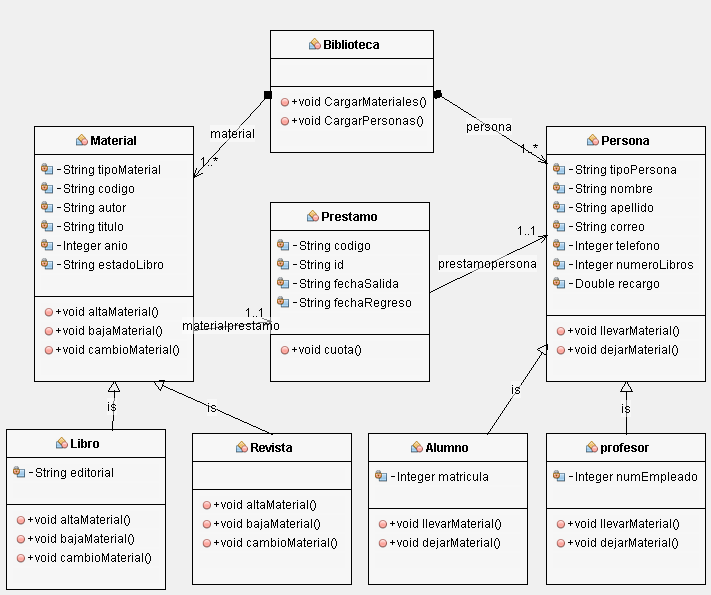 Biblioteca
+void CargarMateriales()
+void CargarPersonas()
material
1..*
persona
1..*
Material
-String tipoMaterial
-String codigo
-String autor
-String titulo
-Integer anio
-String estadoLibro
+void altaMaterial()
+void bajaMaterial()
+void cambioMaterial()
Prestamo
-String codigo
-String id
-String fechaSalida
-String fechaRegreso
+void cuota()
1..1
materialprestamo
1..1
prestamopersona
Persona
-String tipoPersona
-String nombre
-String apellido
-String correo
-Integer telefono
-Integer numeroLibros
-Double recargo
+void llevarMaterial()
+void dejarMaterial()
is
is
is
is
Libro
-String editorial
+void altaMaterial()
+void bajaMaterial()
+void cambioMaterial()
Revista
+void altaMaterial()
+void bajaMaterial()
+void cambioMaterial()
Alumno
-Integer matricula
+void llevarMaterial()
+void dejarMaterial()
profesor
-Integer numEmpleado
+void llevarMaterial()
+void dejarMaterial()